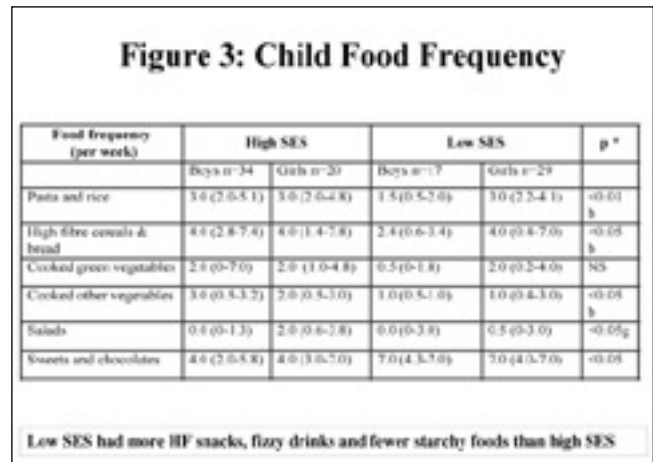 Figure 3: Child Food Frequency
Food frequency (per week) High SES Low SES p *
Boys n=34 Girls n=20 Boys n=17 Girls n=29
Pasta and rice 3.0 (2.0-5.1) 3.0 (2.0-4.8) 1.5 (0.5-2.0) 3.0 (2.2-4.1) <0.01 b
High fibre cereals & bread 4.0 (2.8-7.4) 4.0 (1.4-7.8) 2.4 (0.6-3.4) 4.0 (0.8-7.0) <0.05 b
Cooked green vegetables 2.0 (0-7.0) 2.0 (1.0-4.8) 0.5 (0-1.8) 2.0 (0.2-4.0) NS
Cooked other vegetables 3.0 (0.5-3.2) 2.0 (0.5-3.0) 1.0 (0.5-1.0) 1.0 (0.4-3.0) <0.05 b
Salads 0.0 (0-1.3) 2.0 (0.6-3.8) 0.0 (0-3.0) 0.5 (0-3.0) <0.05g
Sweets and chocolates 4.0 (2.0-5.8) 4.0 (3.0-7.0) 7.0 (4.3-7.0) 7.0 (4.0-7.0) <0.05
Low SES had more HF snacks, fizzy drinks and fewer starchy foods than high SES